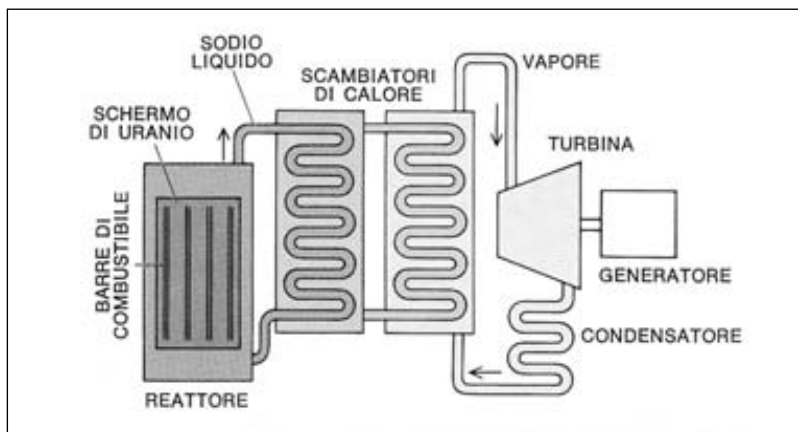 SODIO
LIQUIDO
SCAMBIATORI
DI CALORE
VAPORE
SCHERMO
DI URANIO
TURBINA
BARRE DI
COMBUSTIBILE
GENERATORE
CONDENSATORE
REATTORE